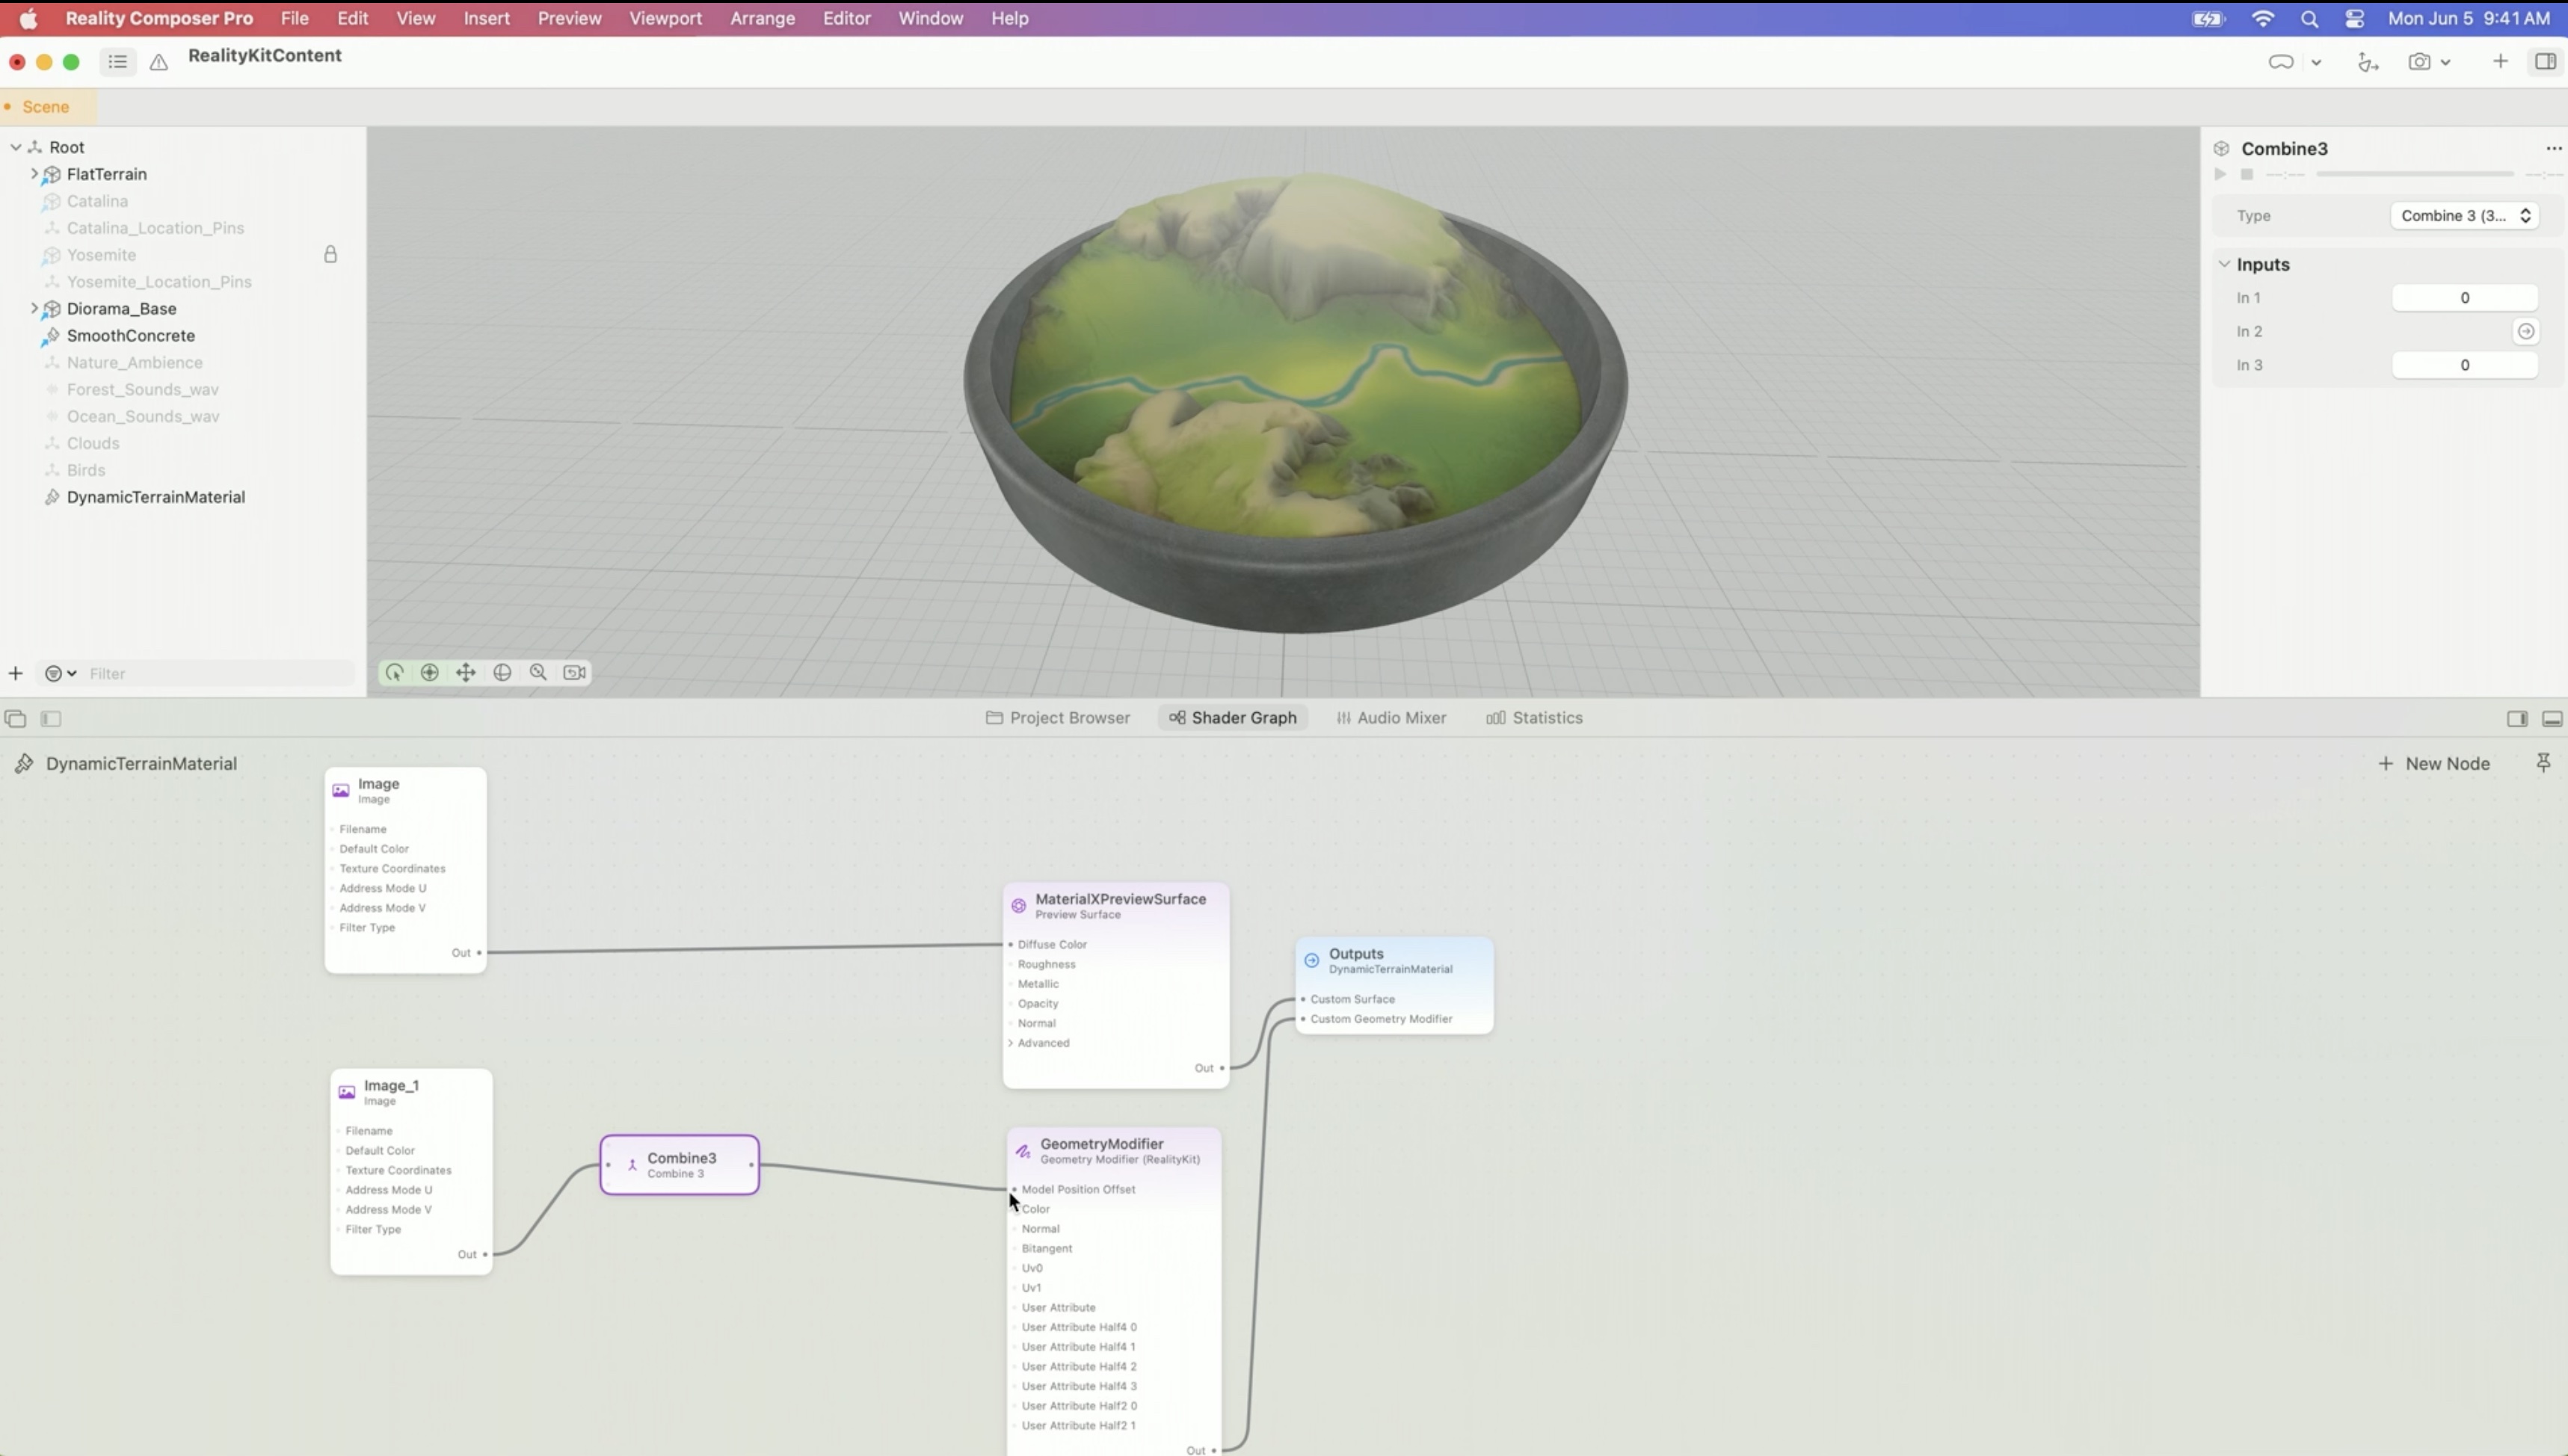 Reality Composer Pro File Edit View Insert Preview Viewport Arrange Editor Window Help Mon Jun 5 9:41 AM
RealityKitContent
Scene
Root
FlatTerrain
Catalina
Catalina_Location_Pins
Yosemite
Yosemite_Location_Pins
Diorama_Base
SmoothConcrete
Nature_Ambience
Forest_Sounds_wav
Ocean_Sounds_wav
Clouds
Birds
DynamicTerrainMaterial
Filter
Combine3
--:--
--:--
Type Combine 3 (3...
Inputs
In 1 0
In 2
In 3 0
Project Browser Shader Graph Audio Mixer Statistics
DynamicTerrainMaterial
New Node
Image
Image
Filename
Default Color
Texture Coordinates
Address Mode U
Address Mode V
Filter Type
Out
Image_1
Image
Filename
Default Color
Texture Coordinates
Address Mode U
Address Mode V
Filter Type
Out
Combine3
Combine 3
MaterialXPreviewSurface
Preview Surface
Diffuse Color
Roughness
Metallic
Opacity
Normal
Advanced
Out
GeometryModifier
Geometry Modifier (RealityKit)
Model Position Offset
Color
Normal
Bitangent
Uv0
Uv1
User Attribute
User Attribute Half4 0
User Attribute Half4 1
User Attribute Half4 2
User Attribute Half4 3
User Attribute Half2 0
User Attribute Half2 1
Out
Outputs
DynamicTerrainMaterial
Custom Surface
Custom Geometry Modifier